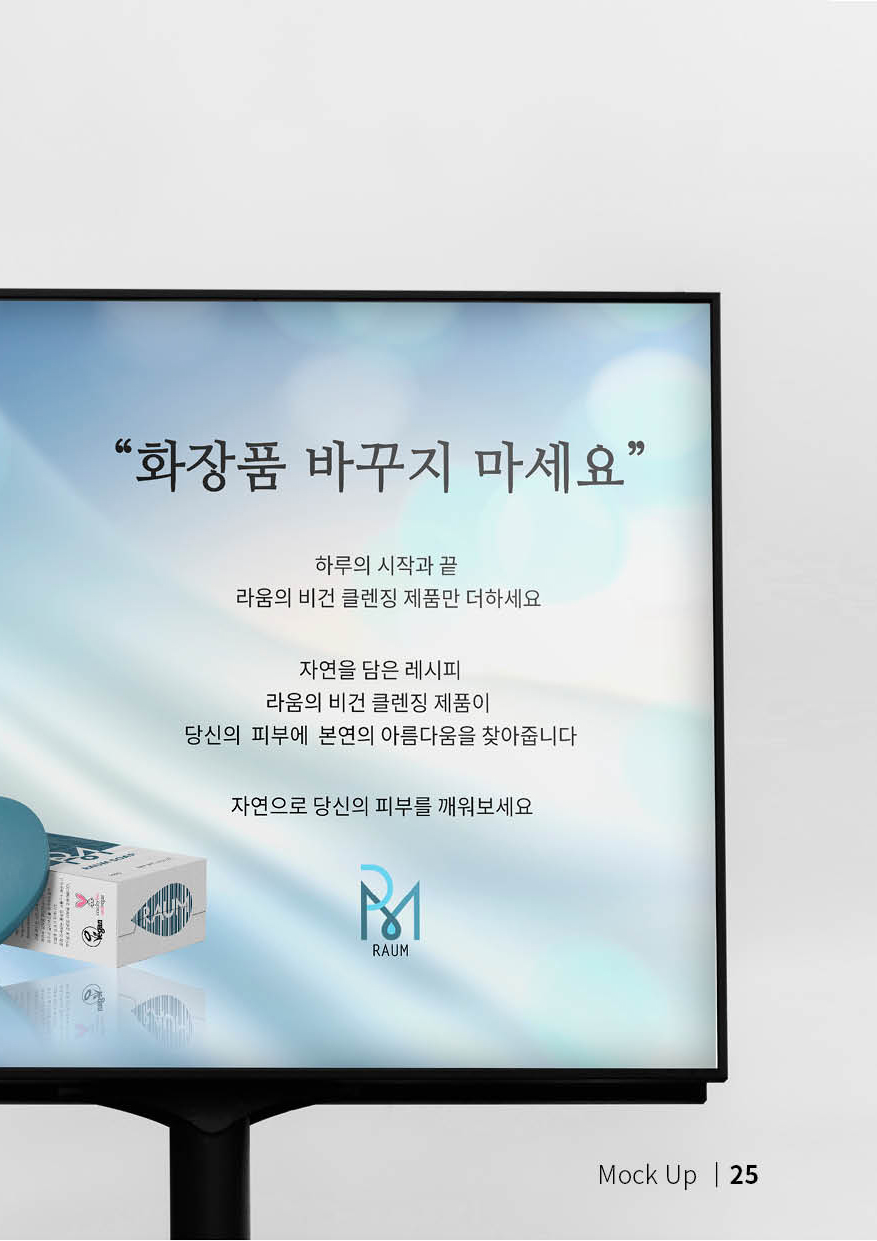 “화장품 바꾸지 마세요”
하루의 시작과 끝
라움의 비건 클렌징 제품만 더하세요
자연을 담은 레시피
라움의 비건 클렌징 제품이
당신의 피부에 본연의 아름다움을 찾아줍니다
자연으로 당신의 피부를 깨워보세요
RAUM SOAP
RAUM
Vegan
RAUM
Mock Up | 25